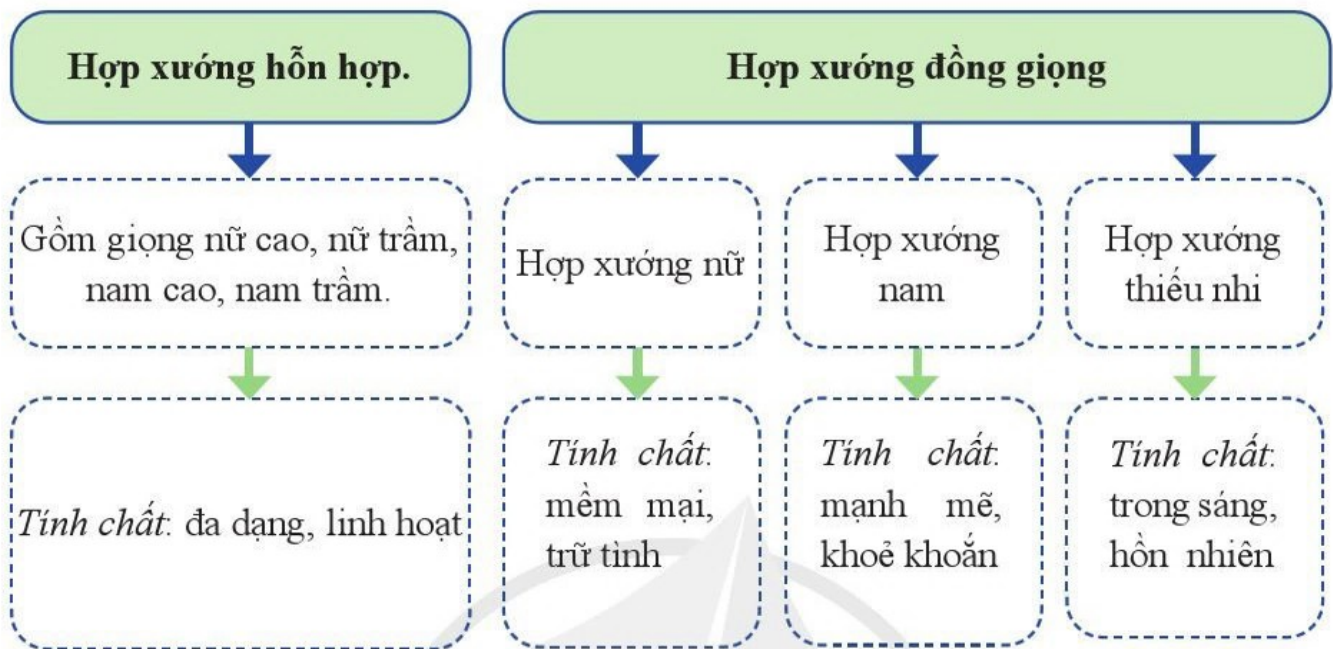 Hợp xướng hỗn hợp.
Hợp xướng đồng giọng
Gồm giọng nữ cao, nữ trầm,
nam cao, nam trầm.
Hợp xướng nữ
Hợp xướng
nam
Hợp xướng
thiếu nhi
Tính chất: đa dạng, linh hoạt
Tính chất:
mềm mại,
trữ tình
Tính chất:
mạnh mẽ,
khoẻ khoắn
Tính chất:
trong sáng,
hồn nhiên